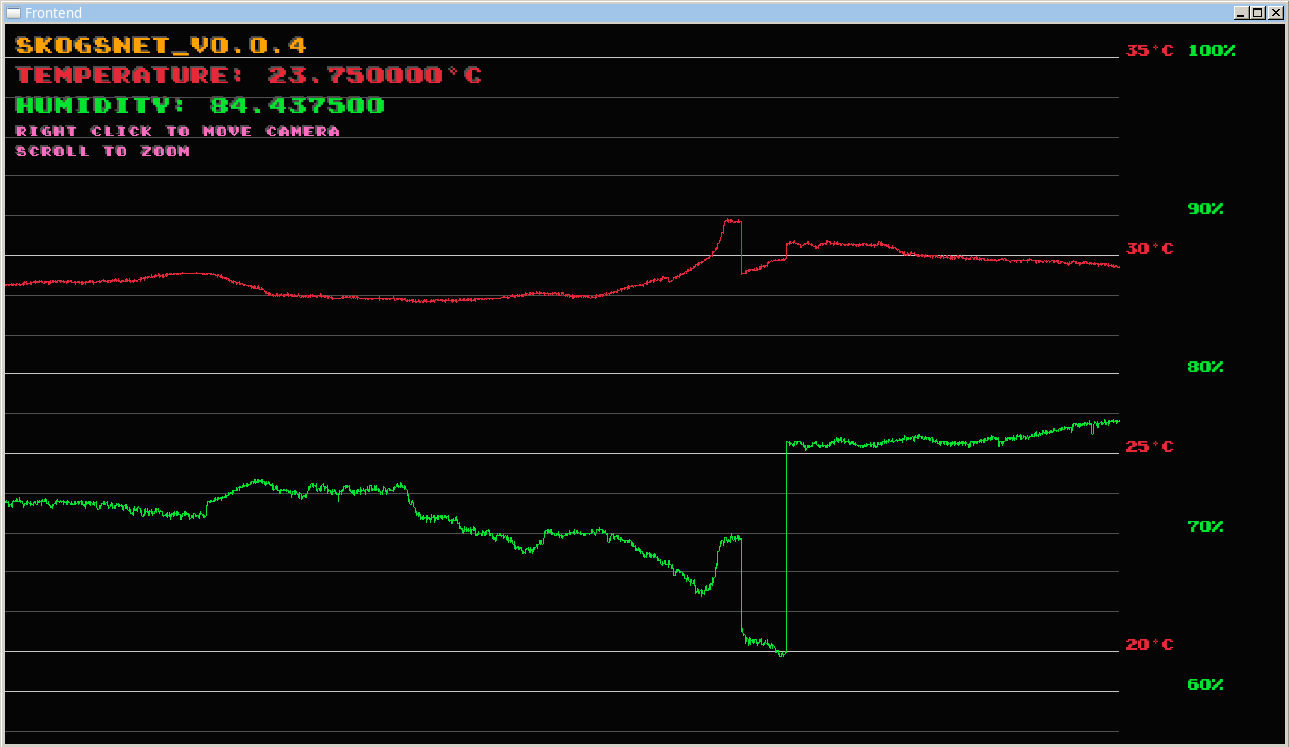 Frontend
SKOGSNET_V0.0.4
TEMPERATURE: 23.750000°C
HUMIDITY: 84.437500
RIGHT CLICK TO MOVE CAMERA
SCROLL TO ZOOM
35°C 100%
90%
30°C
80%
25°C
70%
20°C
60%